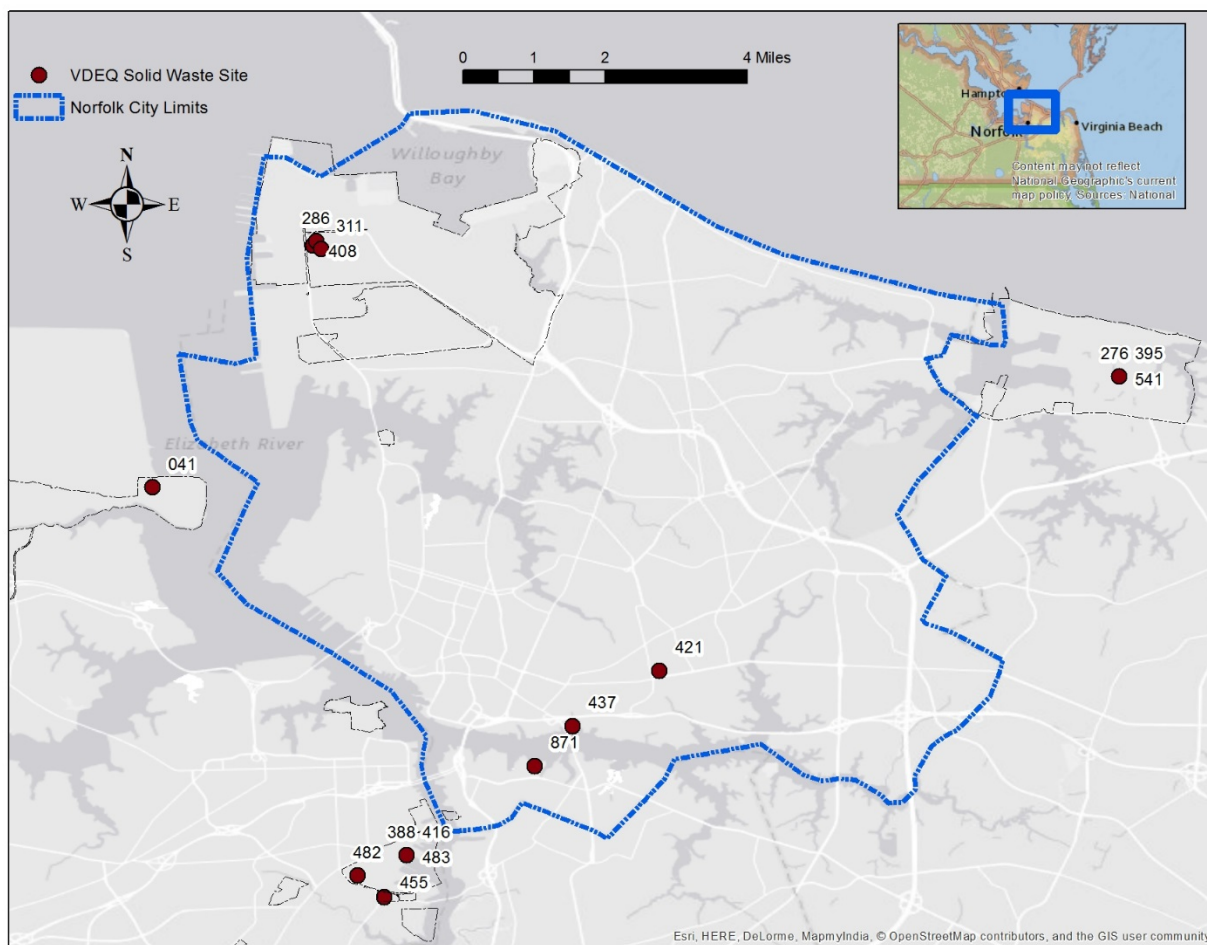 VDEQ Solid Waste Site
Norfolk City Limits
0 1 2 4 Miles
N
W E
S
Hampton
Norfolk
Virginia Beach
Content may not reflect
National Geographic's current
map policy. Sources: National
Willoughby
Bay
286 311
408
276 395
541
Elizabeth River
041
421
437
871
388 416
482 483
455
Esri, HERE, DeLorme, MapmyIndia, © OpenStreetMap contributors, and the GIS user community